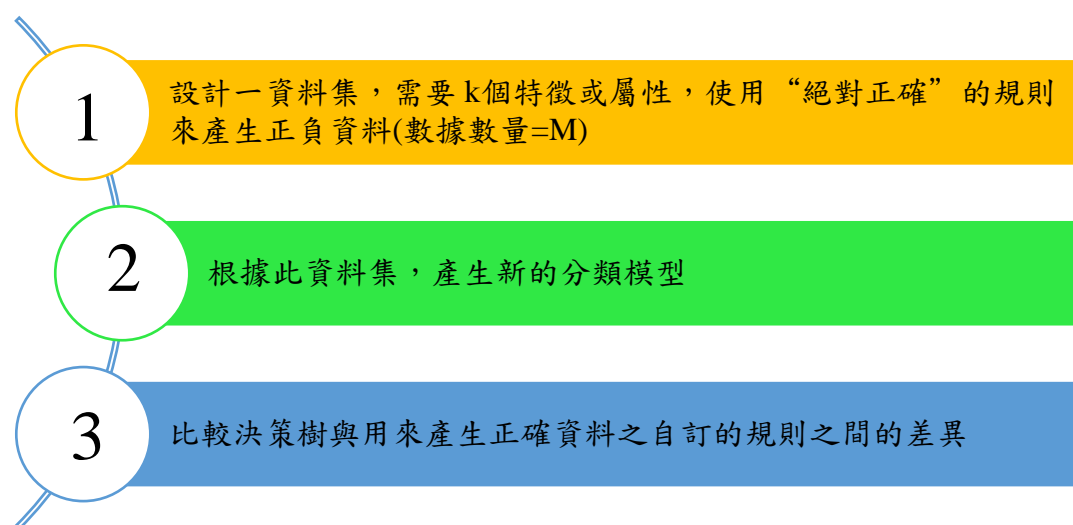 1
設計一資料集，需要 k個特徵或屬性，使用“絕對正確”的規則
來產生正負資料(數據數量=M)
2
根據此資料集，產生新的分類模型
3
比較決策樹與用來產生正確資料之自訂的規則之間的差異